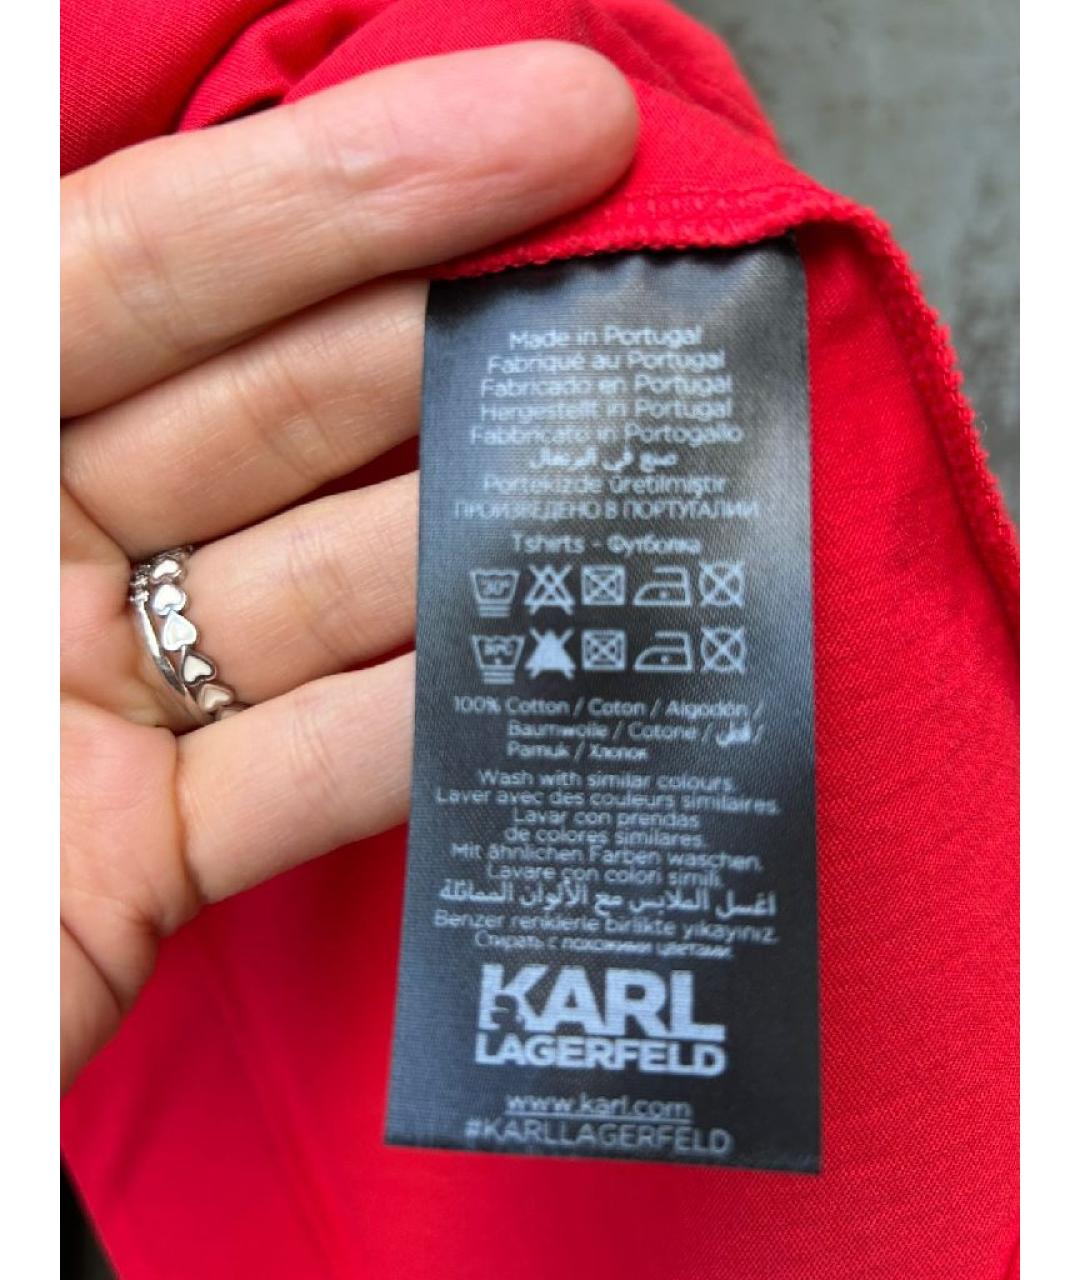 Made in Portugal
Fabriqué au Portugal
Fabricado en Portugal
Hergestellt in Portugal
Fabbricato in Portogallo
صنع في البرتغال
Portekizde üretilmiştir
ПРОИЗВЕДЕНО В ПОРТУГАЛИИ
Tshirts - Футболка
30°
100% Cotton / Coton / Algodón /
Baumwolle / Cotone / قطن /
Pamuk / Хлопок
Wash with similar colours.
Laver avec des couleurs similaires.
Lavar con prendas
de colores similares.
Mit ähnlichen Farben waschen.
Lavare con colori simili.
اغسل الملابس مع الألوان المماثلة
Benzer renklerle birlikte yıkayınız.
Стирать с похожими цветами.
KARL
LAGERFELD
www.karl.com
#KARLLAGERFELD